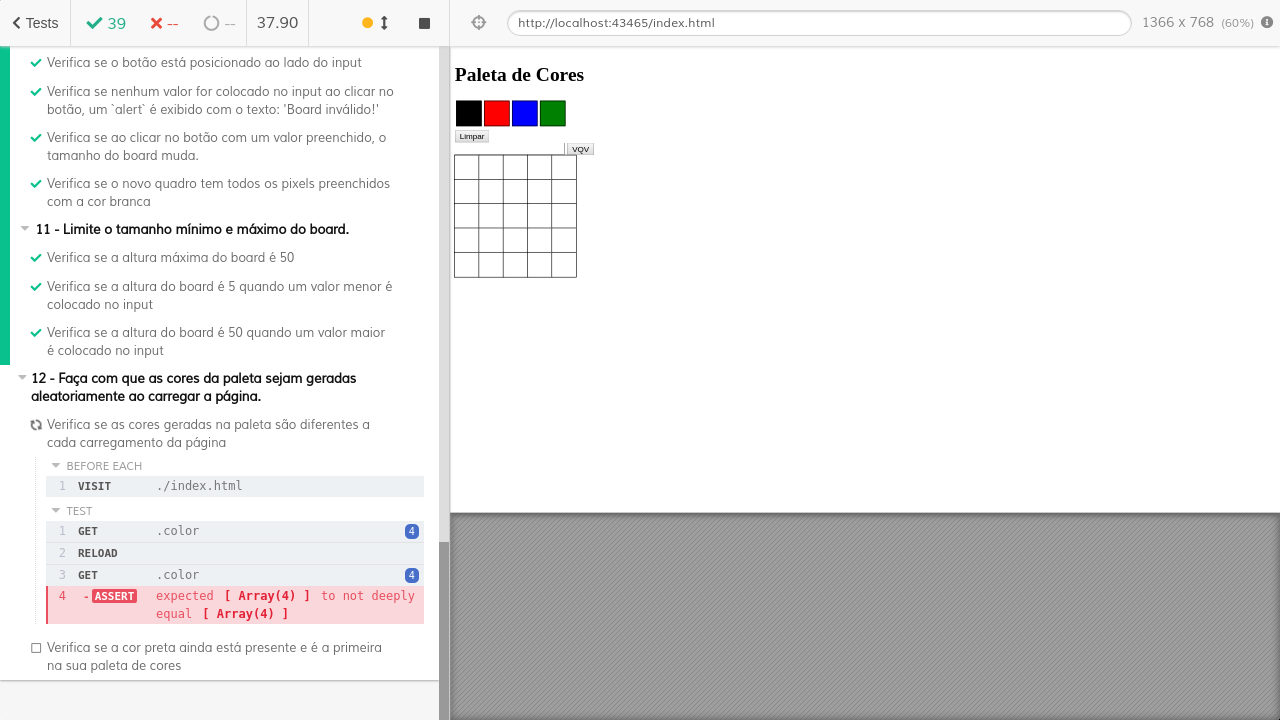 Tests
39
--
--
37.90
http://localhost:43465/index.html
1366 x 768 (60%)
Verifica se o botão está posicionado ao lado do input
Verifica se nenhum valor for colocado no input ao clicar no
botão, um `alert` é exibido com o texto: 'Board inválido!'
Verifica se ao clicar no botão com um valor preenchido, o
tamanho do board muda.
Verifica se o novo quadro tem todos os pixels preenchidos
com a cor branca
11 - Limite o tamanho mínimo e máximo do board.
Verifica se a altura máxima do board é 50
Verifica se a altura do board é 5 quando um valor menor é
colocado no input
Verifica se a altura do board é 50 quando um valor maior
é colocado no input
12 - Faça com que as cores da paleta sejam geradas
aleatoriamente ao carregar a página.
Verifica se as cores geradas na paleta são diferentes a
cada carregamento da página
BEFORE EACH
1 VISIT ./index.html
TEST
1 GET .color 4
2 RELOAD
3 GET .color 4
4 -ASSERT expected [ Array(4) ] to not deeply
equal [ Array(4) ]
Verifica se a cor preta ainda está presente e é a primeira
na sua paleta de cores
Paleta de Cores
Limpar
VQV